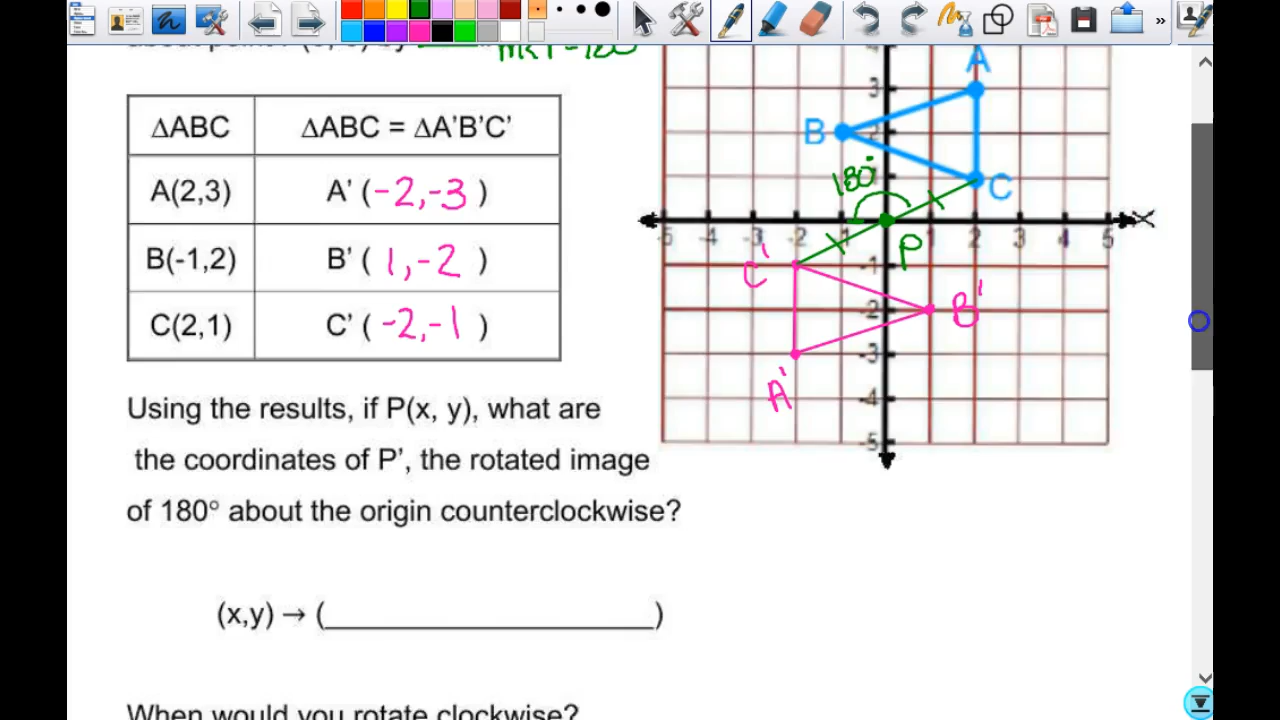 ΔABC ΔABC = ΔA'B'C'
A(2,3) A' ( -2,-3 )
B(-1,2) B' ( 1,-2 )
C(2,1) C' ( -2,-1 )
Using the results, if P(x, y), what are
the coordinates of P', the rotated image
of 180° about the origin counterclockwise?
(x,y) → (____________________)
When would you rotate clockwise?
A
3
B 2
180°
C
-5 -4 -3 -2 -1 1 2 3 4 5 x
P
C' -1
-2 B'
-3
A' -4
-5